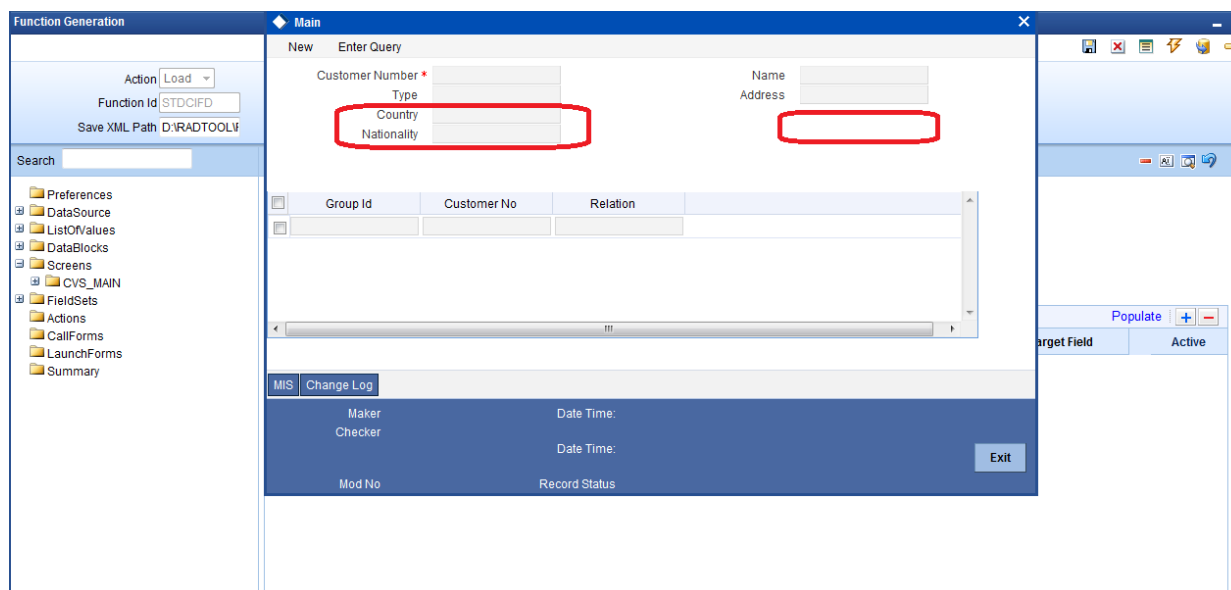 Function Generation
Main
New Enter Query
Action Load
Function Id STDCIFD
Save XML Path D:\RADTOOL\F
Customer Number *
Name
Type
Address
Country
Nationality
Search
Preferences
DataSource
ListOfValues
DataBlocks
Screens
CVS_MAIN
FieldSets
Actions
CallForms
LaunchForms
Summary
Group Id Customer No Relation
Populate
arget Field Active
MIS Change Log
Maker Date Time:
Checker
Date Time:
Exit
Mod No Record Status